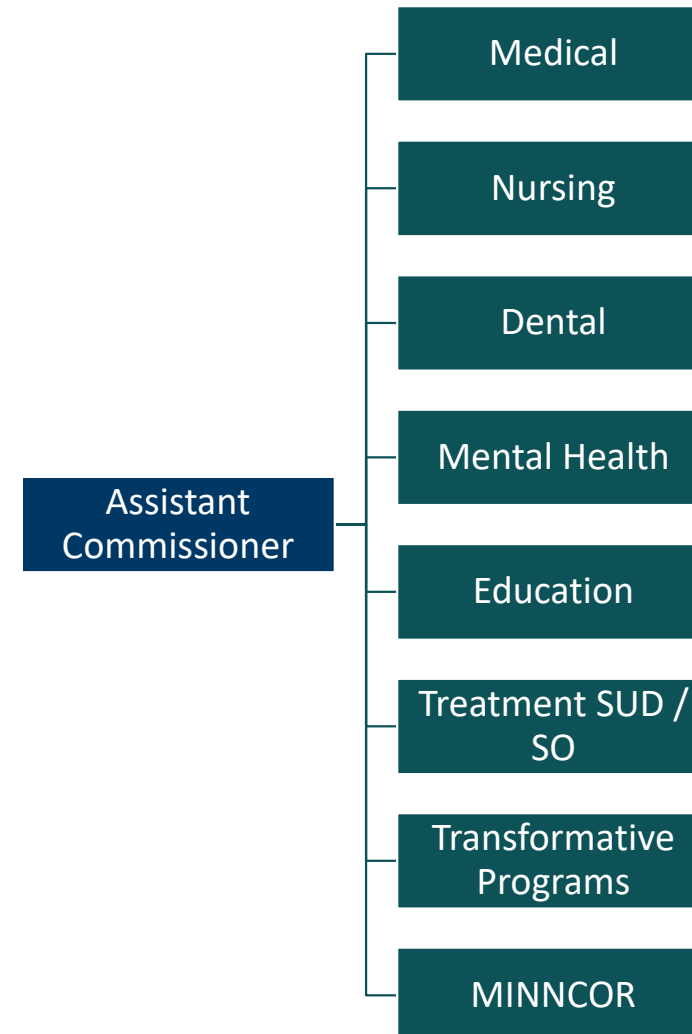 Medical
Nursing
Dental
Mental Health
Assistant
Commissioner
Education
Treatment SUD /
SO
Transformative
Programs
MINNCOR